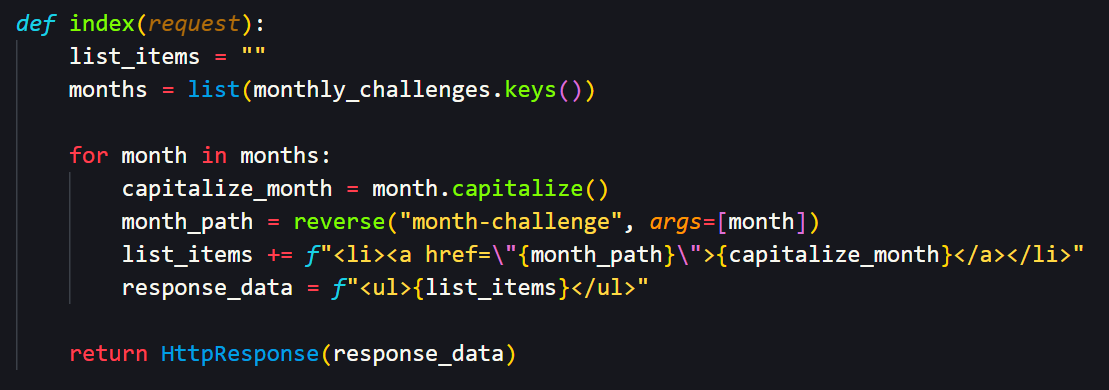 def index(request):
    list_items = ""
    months = list(monthly_challenges.keys())

    for month in months:
        capitalize_month = month.capitalize()
        month_path = reverse("month-challenge", args=[month])
        list_items += f"<li><a href=\"{month_path}\">{capitalize_month}</a></li>"
        response_data = f"<ul>{list_items}</ul>"

    return HttpResponse(response_data)